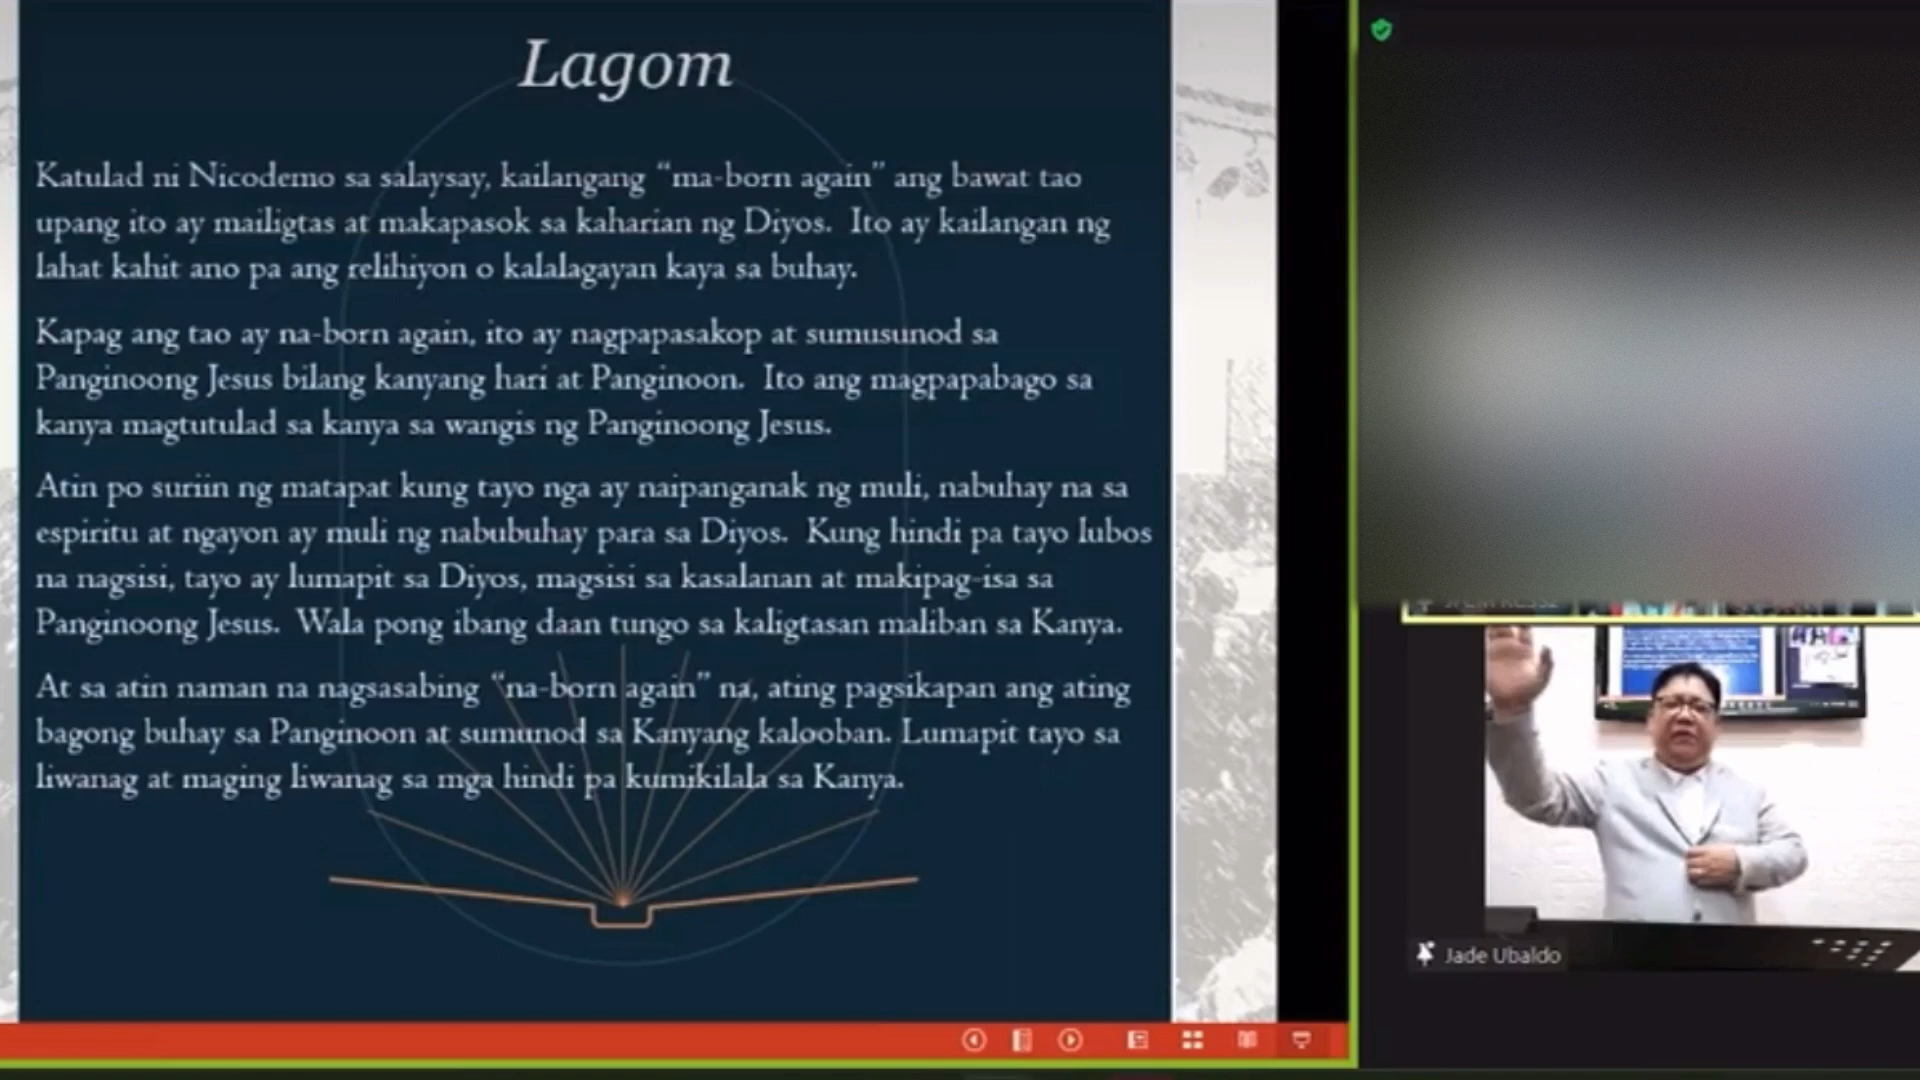 Lagom
Katulad ni Nicodemo sa salaysay, kailangang “ma-born again” ang bawat tao
upang ito ay mailigtas at makapasok sa kaharian ng Diyos. Ito ay kailangan ng
lahat kahit ano pa ang relihiyon o kalalagayan kaya sa buhay.
Kapag ang tao ay na-born again, ito ay nagpapasakop at sumusunod sa
Panginoong Jesus bilang kanyang hari at Panginoon. Ito ang magpapabago sa
kanya magtutulad sa kanya sa wangis ng Panginoong Jesus.
Atin po suriin ng matapat kung tayo nga ay naipanganak ng muli, nabuhay na sa
espiritu at ngayon ay muli ng nabubuhay para sa Diyos. Kung hindi pa tayo lubos
na nagsisi, tayo ay lumapit sa Diyos, magsisi sa kasalanan at makipag-isa sa
Panginoong Jesus. Wala pong ibang daan tungo sa kaligtasan maliban sa Kanya.
At sa atin naman na nagsasabing “na-born again” na, ating pagsikapan ang ating
bagong buhay sa Panginoon at sumunod sa Kanyang kalooban. Lumapit tayo sa
liwanag at maging liwanag sa mga hindi pa kumikilala sa Kanya.
Jade Ubaldo